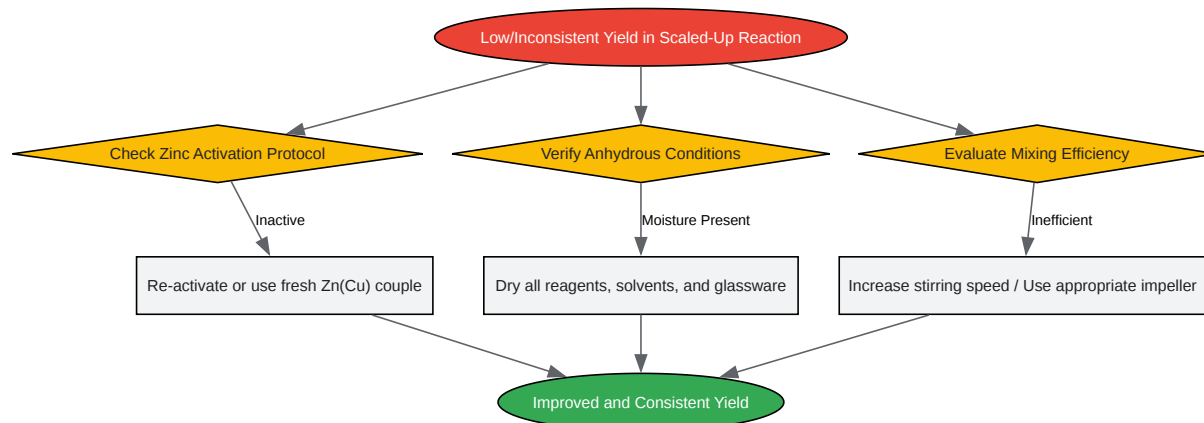 Low/Inconsistent Yield in Scaled-Up Reaction
Check Zinc Activation Protocol
Verify Anhydrous Conditions
Evaluate Mixing Efficiency
Inactive
Moisture Present
Inefficient
Re-activate or use fresh Zn(Cu) couple
Dry all reagents, solvents, and glassware
Increase stirring speed / Use appropriate impeller
Improved and Consistent Yield